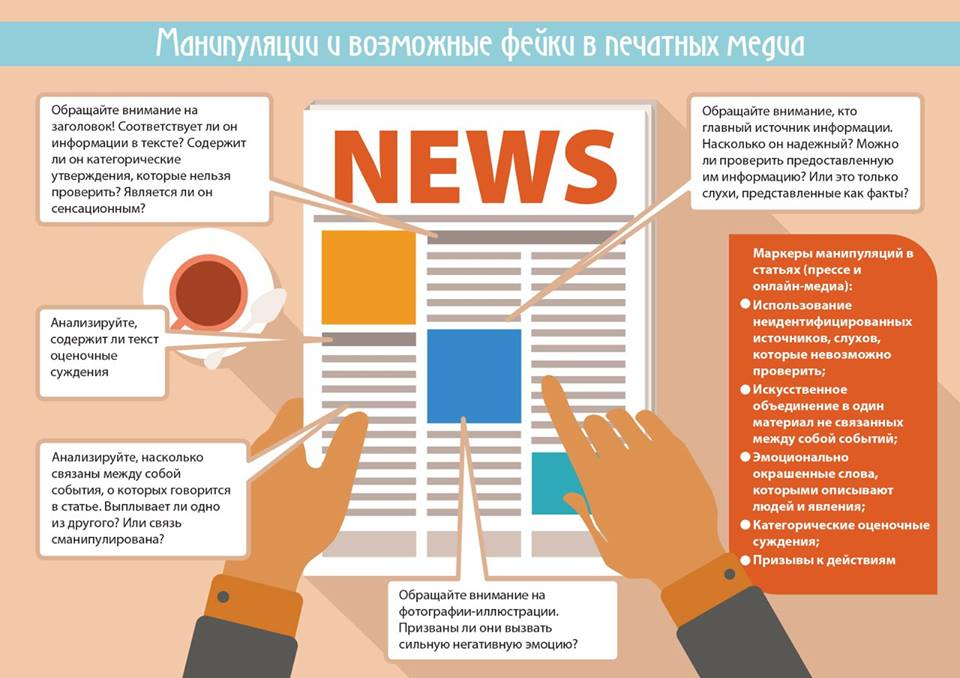 Манипуляции и возможные фейки в печатных медиа
Обращайте внимание на
заголовок! Соответствует ли он
информации в тексте? Содержит
ли он категорические
утверждения, которые нельзя
проверить? Является ли он
сенсационным?
NEWS
Обращайте внимание, кто
главный источник информации.
Насколько он надежный? Можно
ли проверить предоставленную
им информацию? Или это только
слухи, представленные как факты?
Анализируйте,
содержит ли текст
оценочные
суждения
Анализируйте, насколько
связаны между собой
события, о которых говорится
в статье. Выплывает ли одно
из другого? Или связь
сманипулирована?
Обращайте внимание на
фотографии-иллюстрации.
Призваны ли они вызвать
сильную негативную эмоцию?
Маркеры манипуляций в
статьях (прессе и
онлайн-медиа):
Использование
неидентифицированных
источников, слухов,
которые невозможно
проверить;
Искусственное
объединение в один
материал не связанных
между собой событий;
Эмоционально
окрашенные слова,
которыми описывают
людей и явления;
Категорические оценочные
суждения;
Призывы к действиям